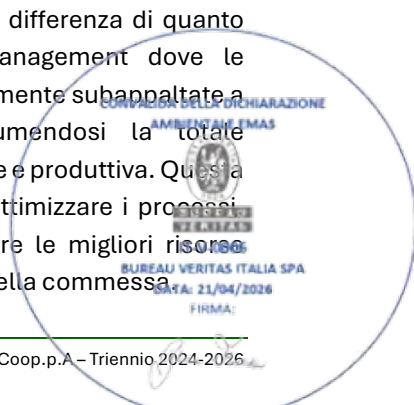 differenza di quanto
anagement dove le
mente subappaltate a
umendosi la totale
e e produttiva. Questa
ttimizzare i processi,
re le migliori risorse
ella commessa.
CONVALIDA DELLA DICHIARAZIONE
AMBIENTALE EMAS
BUREAU
VERITAS
BUREAU VERITAS ITALIA SPA
DATA: 21/04/2026
FIRMA:
Coop.p.A – Triennio 2024-2026